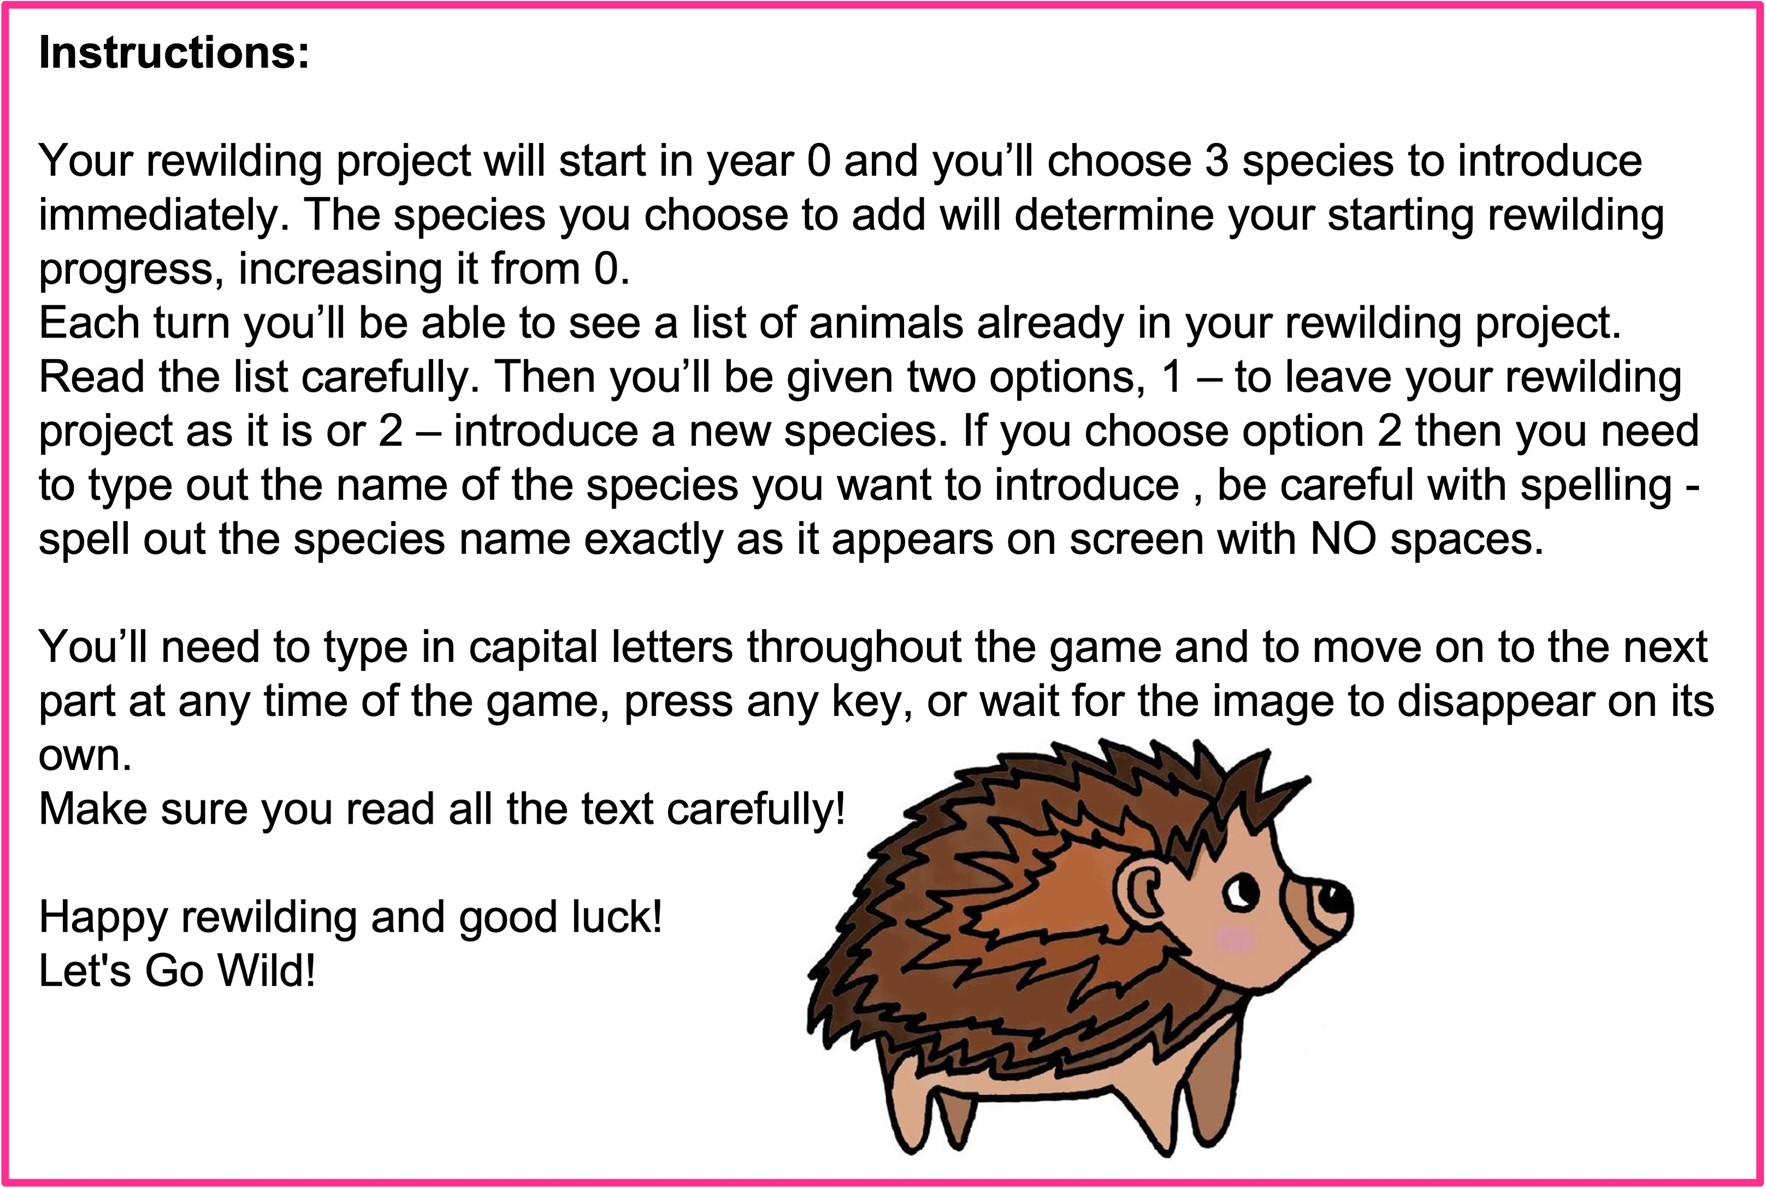 Instructions:
Your rewilding project will start in year 0 and you’ll choose 3 species to introduce
immediately. The species you choose to add will determine your starting rewilding
progress, increasing it from 0.
Each turn you’ll be able to see a list of animals already in your rewilding project.
Read the list carefully. Then you’ll be given two options, 1 – to leave your rewilding
project as it is or 2 – introduce a new species. If you choose option 2 then you need
to type out the name of the species you want to introduce , be careful with spelling -
spell out the species name exactly as it appears on screen with NO spaces.
You’ll need to type in capital letters throughout the game and to move on to the next
part at any time of the game, press any key, or wait for the image to disappear on its
own.
Make sure you read all the text carefully!
Happy rewilding and good luck!
Let's Go Wild!